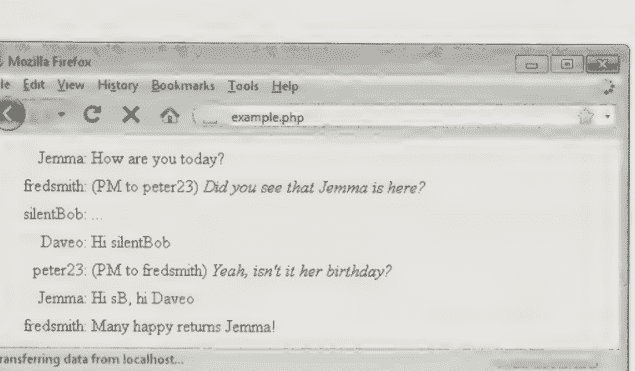 Mozilla Firefox
le Edit View History Bookmarks Tools Help
example.php
Jemma: How are you today?
fredsmith: (PM to peter23) Did you see that Jemma is here?
silentBob: ...
Daveo: Hi silentBob
peter23: (PM to fredsmith) Yeah, isn't it her birthday?
Jemma: Hi sB, hi Daveo
fredsmith: Many happy returns Jemma!
ransferring data from localhost...